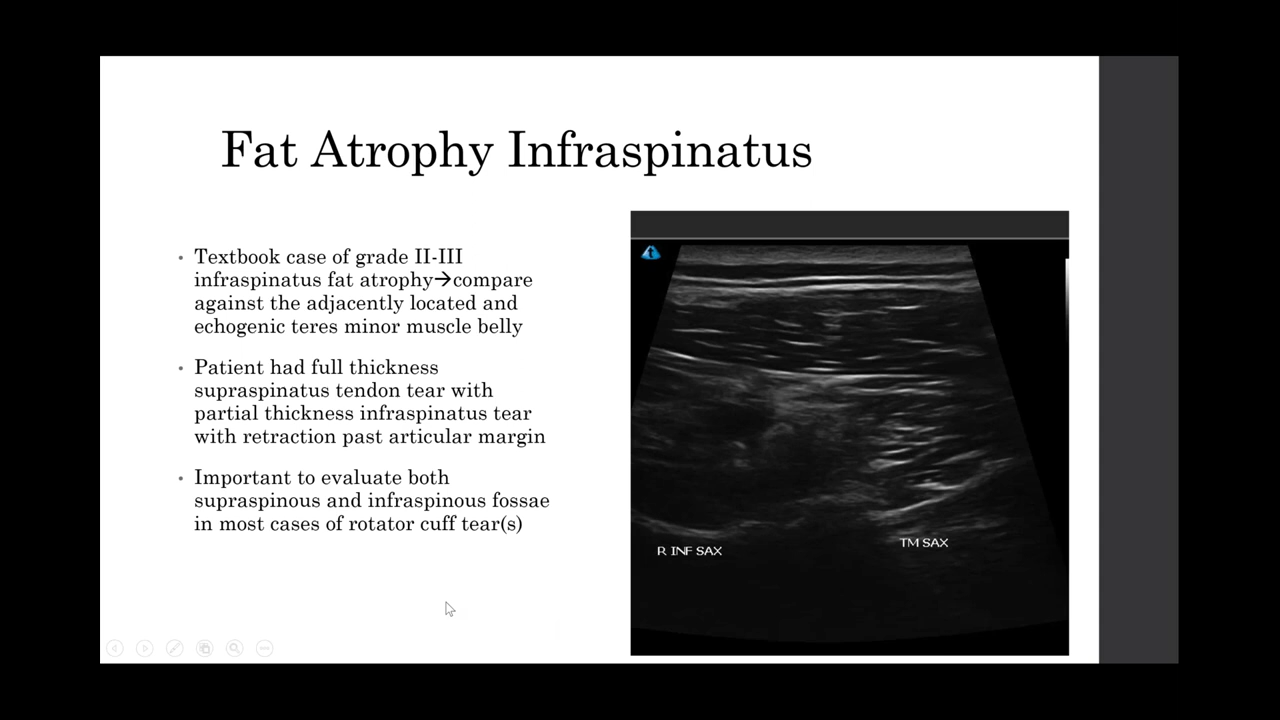 Fat Atrophy Infraspinatus
• Textbook case of grade II-III
infraspinatus fat atrophy→compare
against the adjacently located and
echogenic teres minor muscle belly
• Patient had full thickness
supraspinatus tendon tear with
partial thickness infraspinatus tear
with retraction past articular margin
• Important to evaluate both
supraspinous and infraspinous fossae
in most cases of rotator cuff tear(s)
t
R INF SAX
TM SAX